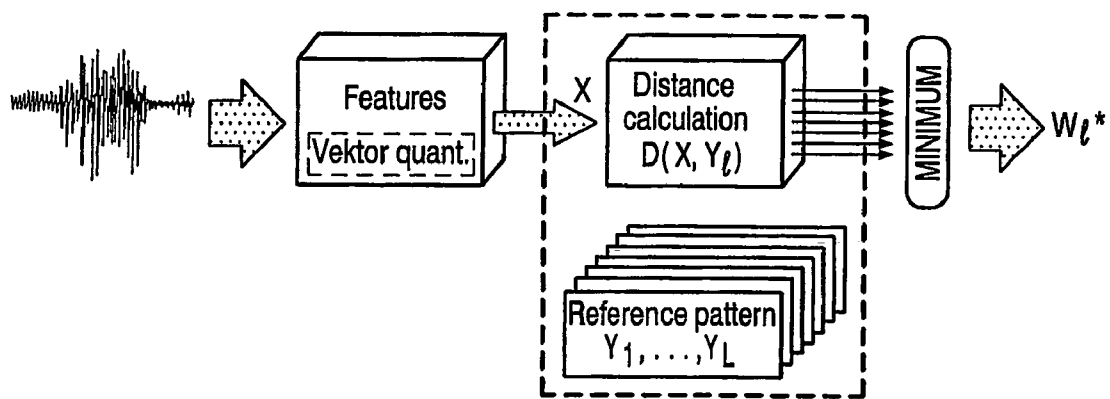 Features
Vektor quant.
X
Distance
calculation
D(X, Yℓ)
MINIMUM
Wℓ*
Reference pattern
Y1,...,YL